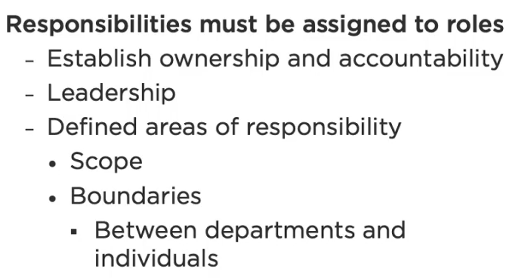 Responsibilities must be assigned to roles
– Establish ownership and accountability
– Leadership
– Defined areas of responsibility
• Scope
• Boundaries
▪ Between departments and
individuals